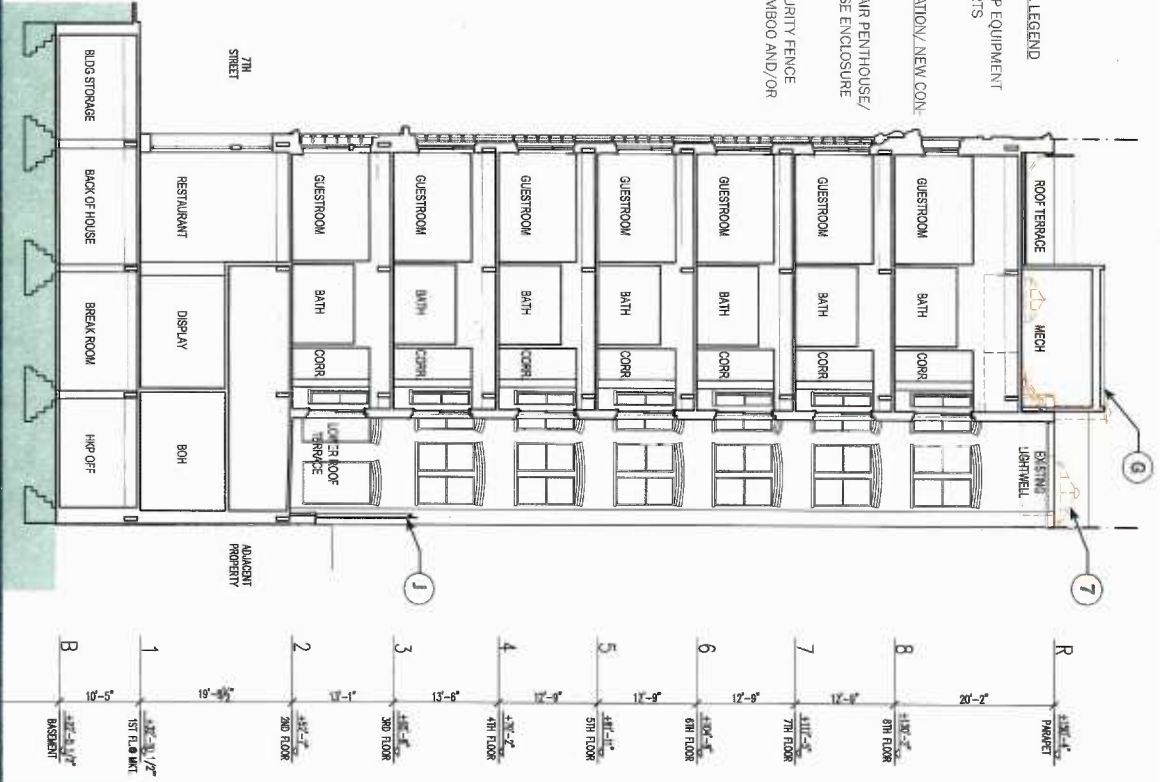 LEGEND
P EQUIPMENT
ATION/ NEW CON-
AIR PENTHOUSE/
SE ENCLOSURE
URITY FENCE
MBOO AND/OR
7TH
STREET
ADJACENT
PROPERTY
G
7
J
ROOF TERRACE
MECH
EXISTING
LIGHTWELL
GUESTROOM
BATH
CORR
GUESTROOM
BATH
CORR
GUESTROOM
BATH
CORR
GUESTROOM
BATH
CORR
GUESTROOM
BATH
CORR
GUESTROOM
BATH
CORR
GUESTROOM
BATH
CORR
LOWER ROOF
TERRACE
RESTAURANT
DISPLAY
BOH
BLDG STORAGE
BACK OF HOUSE
BREAK ROOM
HKP OFF
R
PARAPET
20'-2"
8
8TH FLOOR
7
7TH FLOOR
12'-9"
6
6TH FLOOR
12'-9"
5
5TH FLOOR
12'-9"
4
4TH FLOOR
13'-6"
3
3RD FLOOR
13'-1"
2
2ND FLOOR
1
1ST FL.@ MKT.
10'-5"
B
BASEMENT